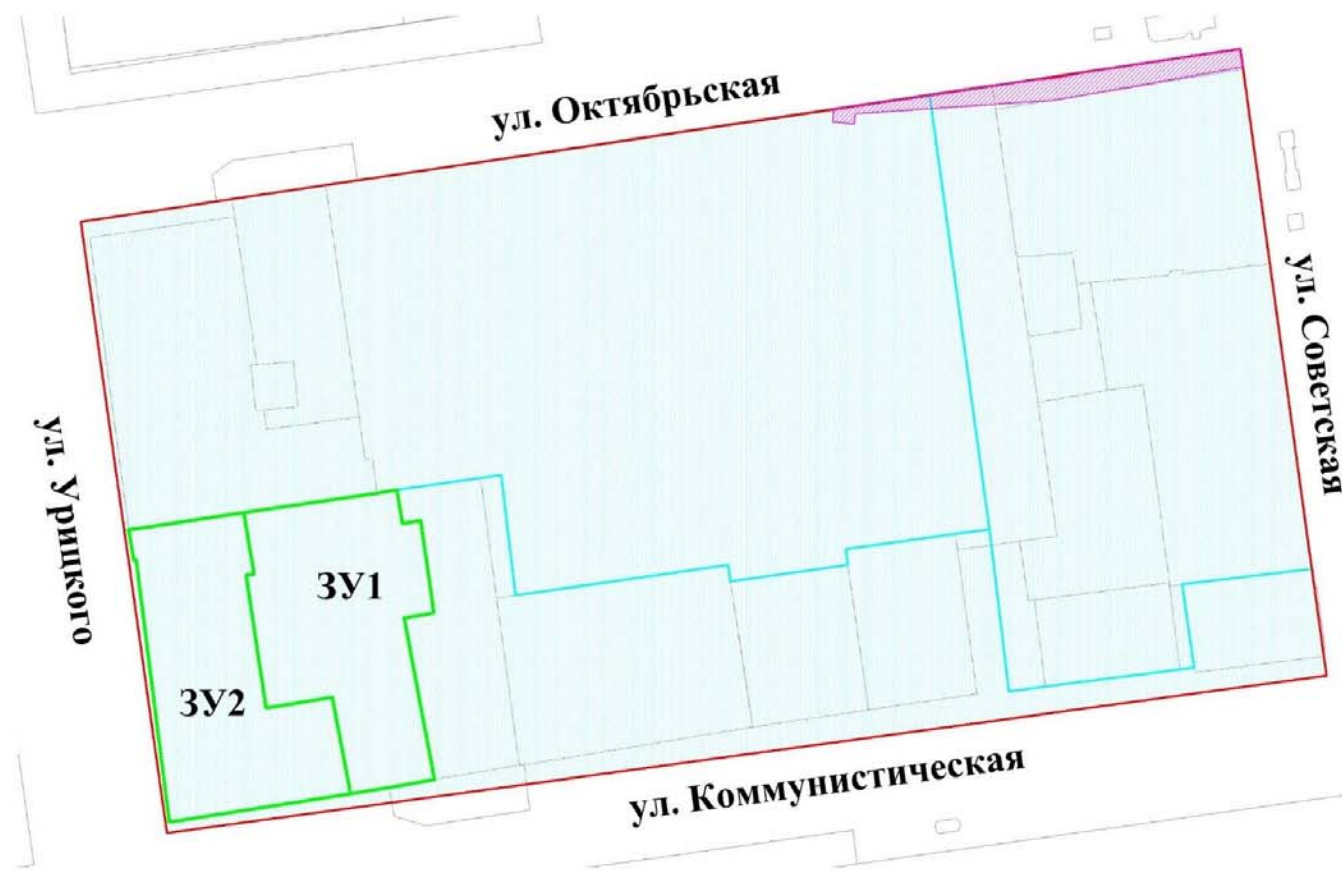 ул. Октябрьская
ул. Советская
ул. Урицкого
ЗУ1
ЗУ2
ул. Коммунистическая